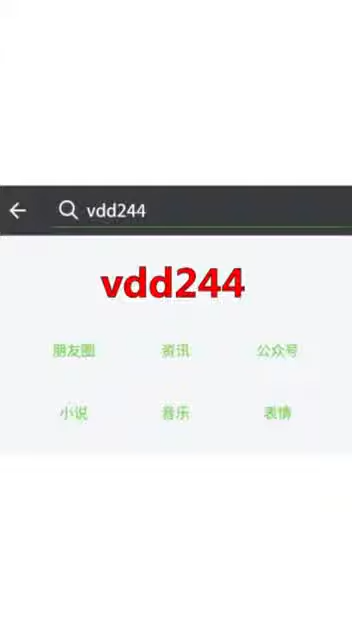 vdd244
vdd244
朋友圈 资讯 公众号
小说 音乐 表情